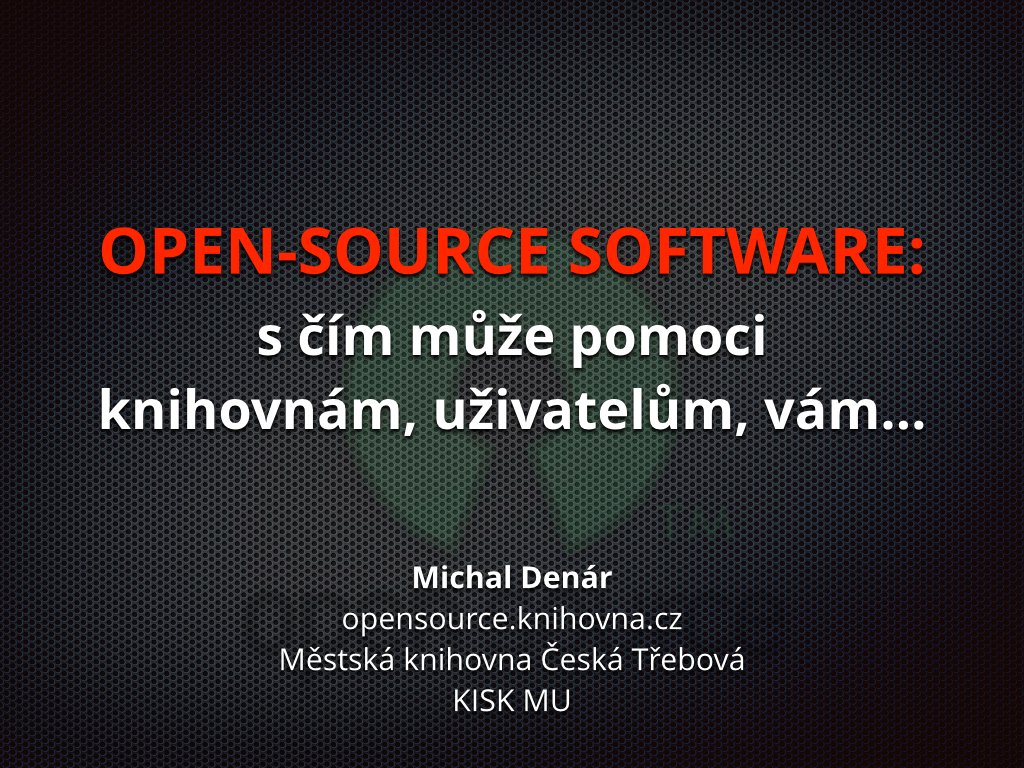 OPEN-SOURCE SOFTWARE:
s čím může pomoci
knihovnám, uživatelům, vám...
TM
Michal Denár
opensource.knihovna.cz
Městská knihovna Česká Třebová
KISK MU